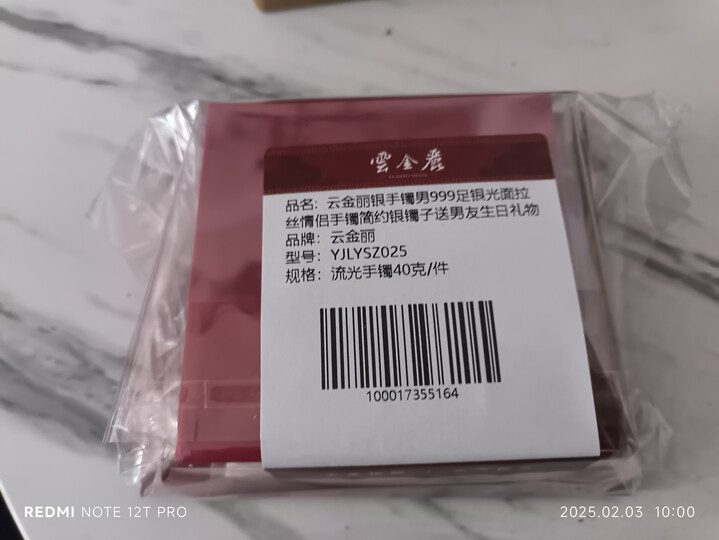 雲金麗
品名：云金丽银手镯男999足银光面拉
丝情侣手镯简约银镯子送男友生日礼物
品牌：云金丽
型号：YJLYSZ025
规格：流光手镯40克/件
100017355164
REDMI NOTE 12T PRO
2025.02.03 10:00